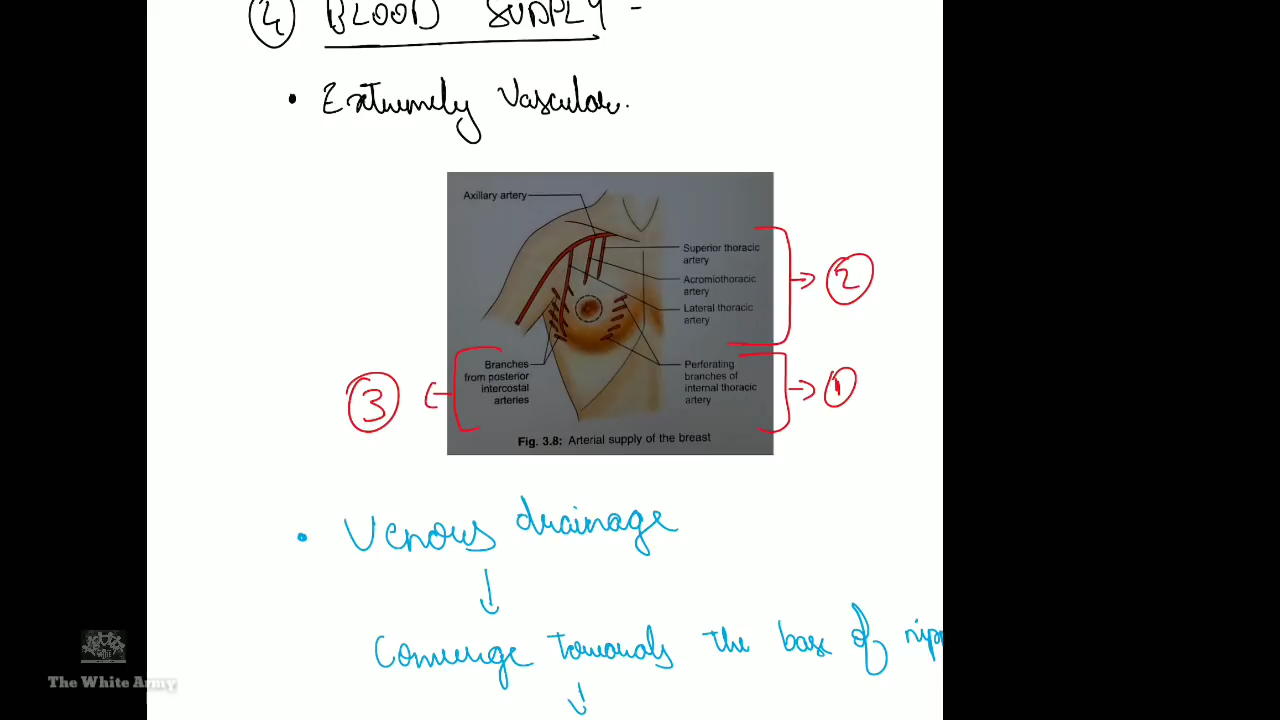 ④ BLOOD SUPPLY -
• Extremely Vascular.
Axillary artery
Superior thoracic
artery
Acromiothoracic
artery
Lateral thoracic
artery
② 
Branches
from posterior
intercostal
arteries
③
Perforating
branches of
internal thoracic
artery
①
Fig. 3.8: Arterial supply of the breast
• Venous drainage
↓
Converge towards the base of
↓
The White Army